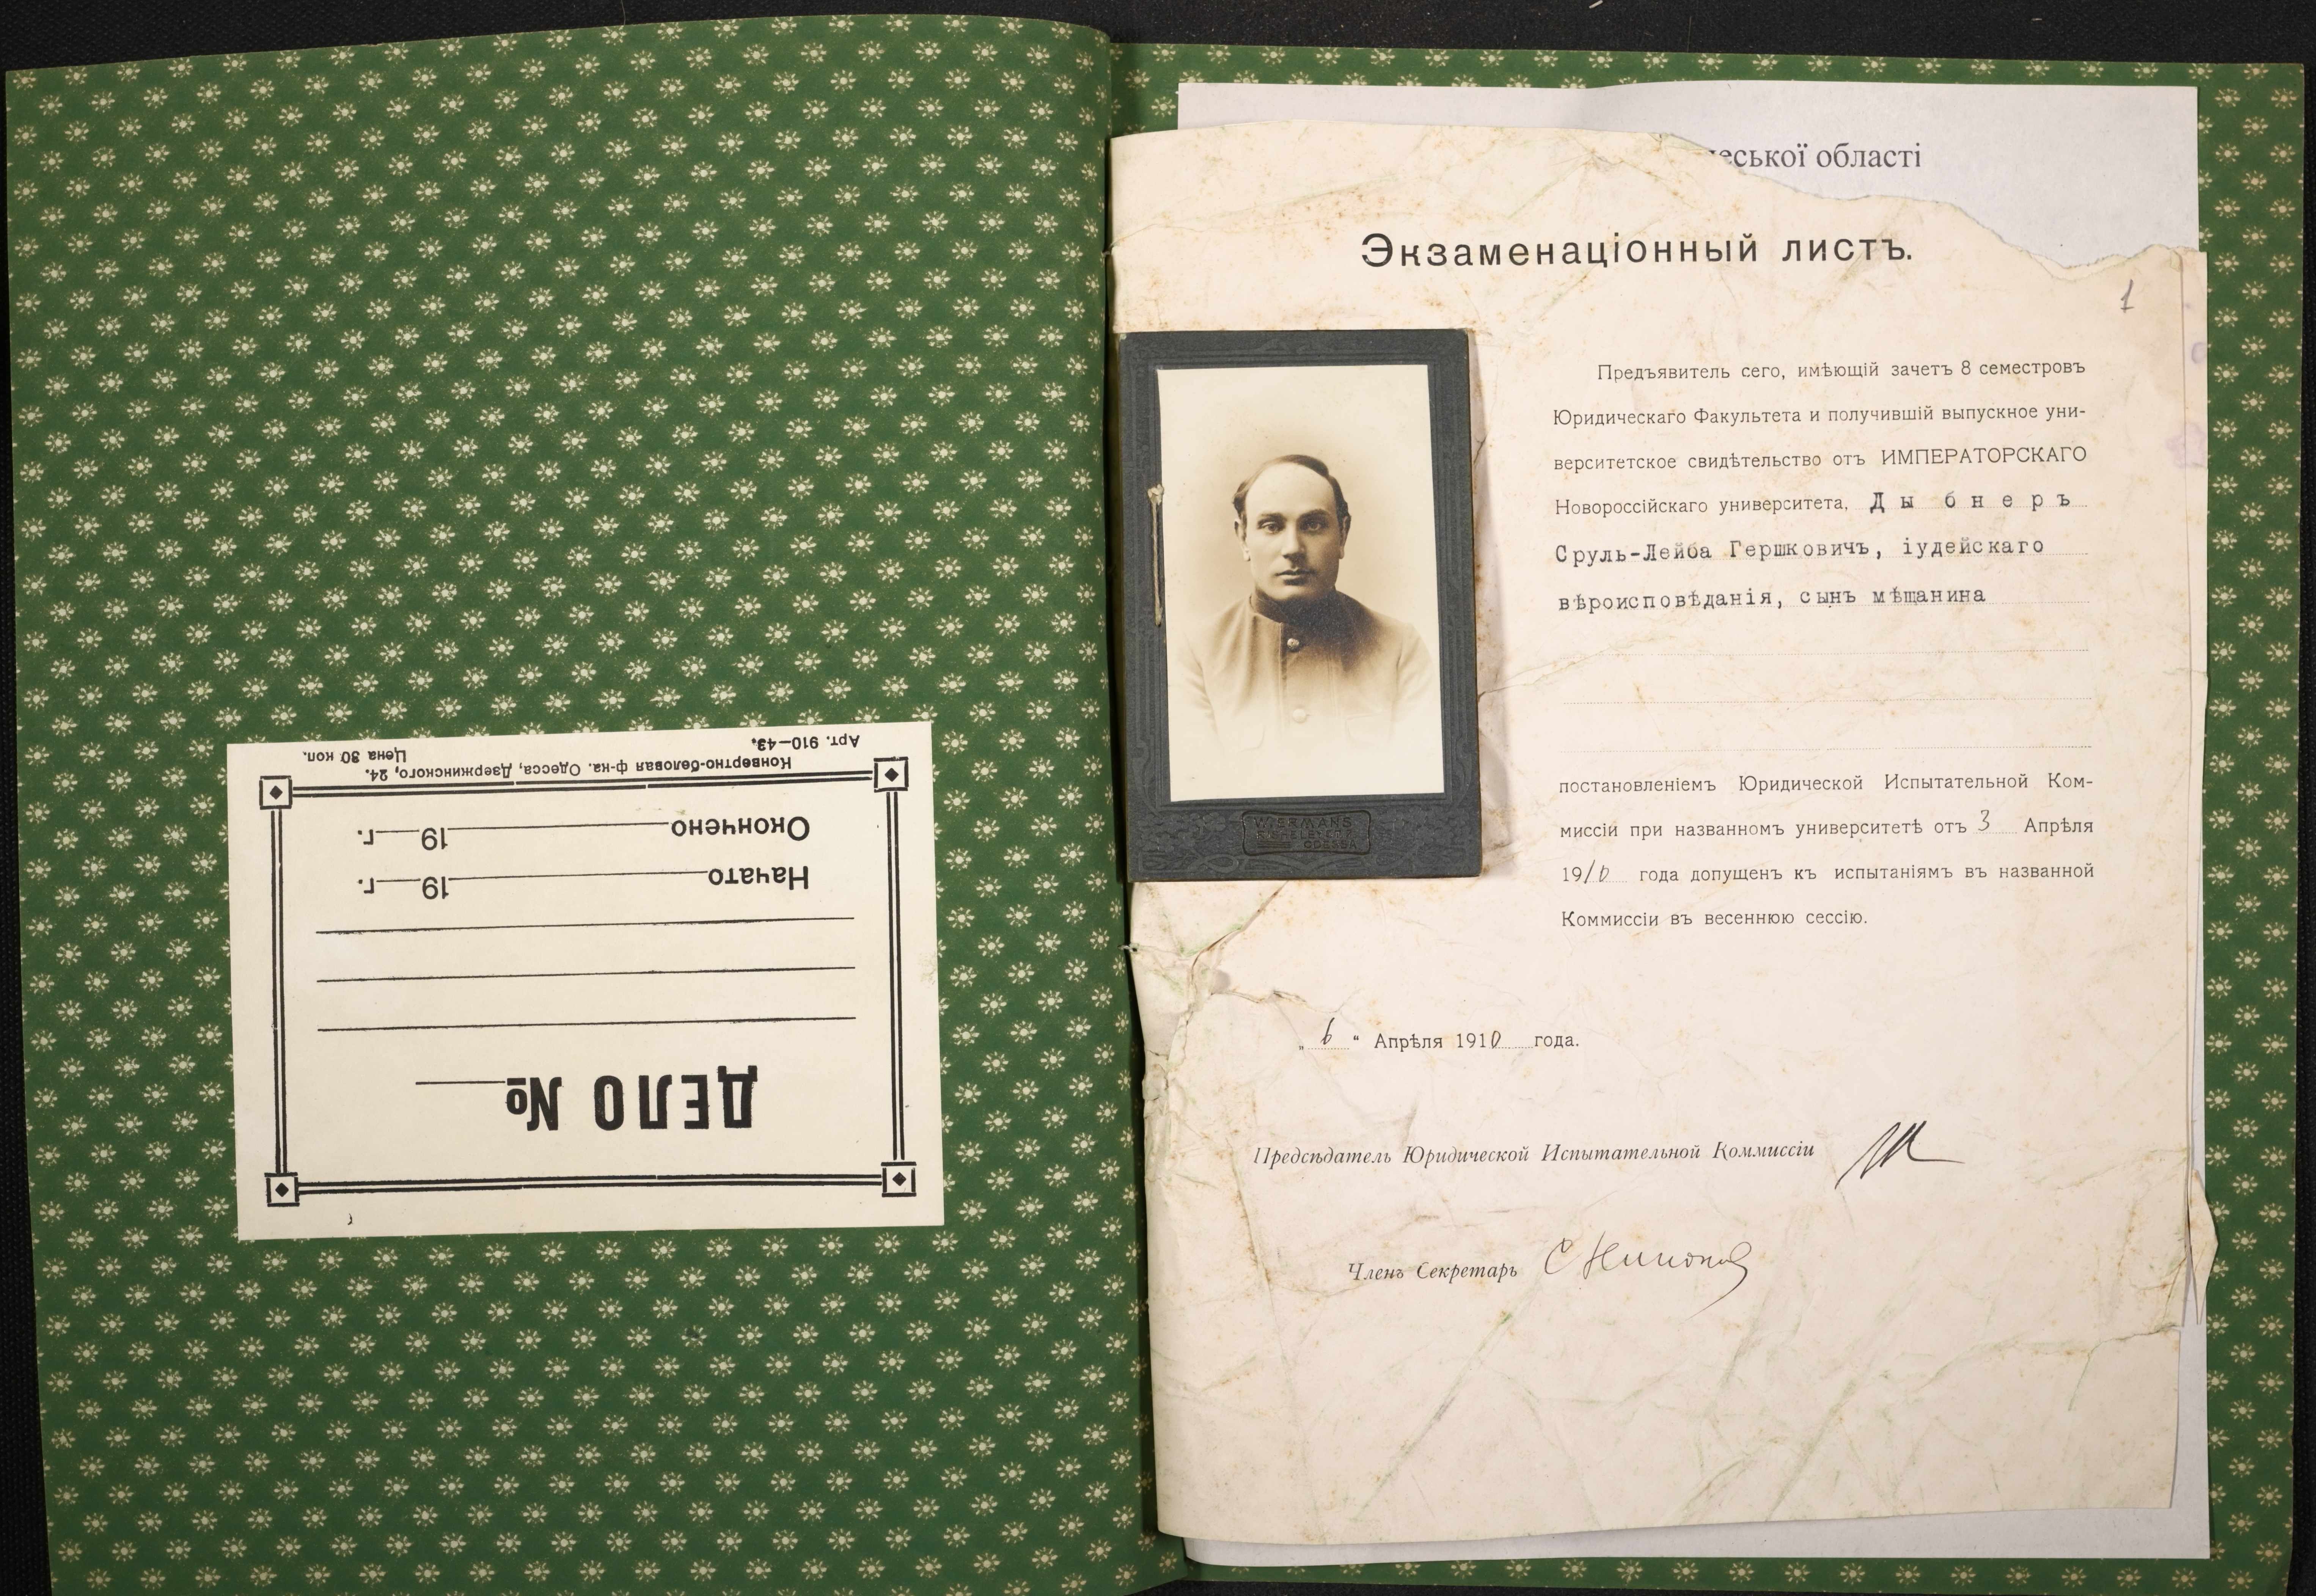 ДЕЛО №
Начато 19 г.
Окончено 19 г.
Конвертно-беловая ф-ка. Одесса, Дзержинского, 24.
Арт. 910—43. Цена 30 коп.
еської області
Экзаменаціонный листъ.
1
Предъявитель сего, имѣющій зачетъ 8 семестровъ
Юридическаго Факультета и получившій выпускное уни-
верситетское свидѣтельство отъ ИМПЕРАТОРСКАГО
Новороссійскаго университета, Дыбнеръ
Сруль-Лейба Гершковичъ, іудейскаго
вѣроисповѣданія, сынъ мѣщанина
постановленіемъ Юридической Испытательной Ком-
миссіи при названномъ университетѣ отъ 3 Апрѣля
1910 года допущенъ къ испытаніямъ въ названной
Коммиссіи въ весеннюю сессію.
WIERMANS
ODESSA
„6“ Апрѣля 1910 года.
Предсѣдатель Юридической Испытательной Коммиссіи
Членъ Секретарь